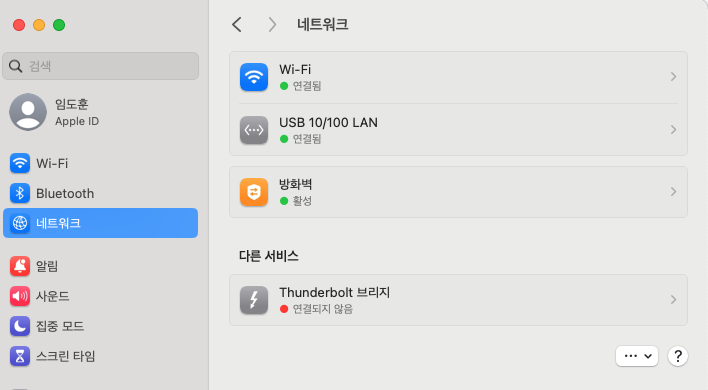 네트워크
검색
임도훈
Apple ID
Wi-Fi
Bluetooth
네트워크
알림
사운드
집중 모드
스크린 타임
Wi-Fi
연결됨
USB 10/100 LAN
연결됨
방화벽
활성
다른 서비스
Thunderbolt 브리지
연결되지 않음
?